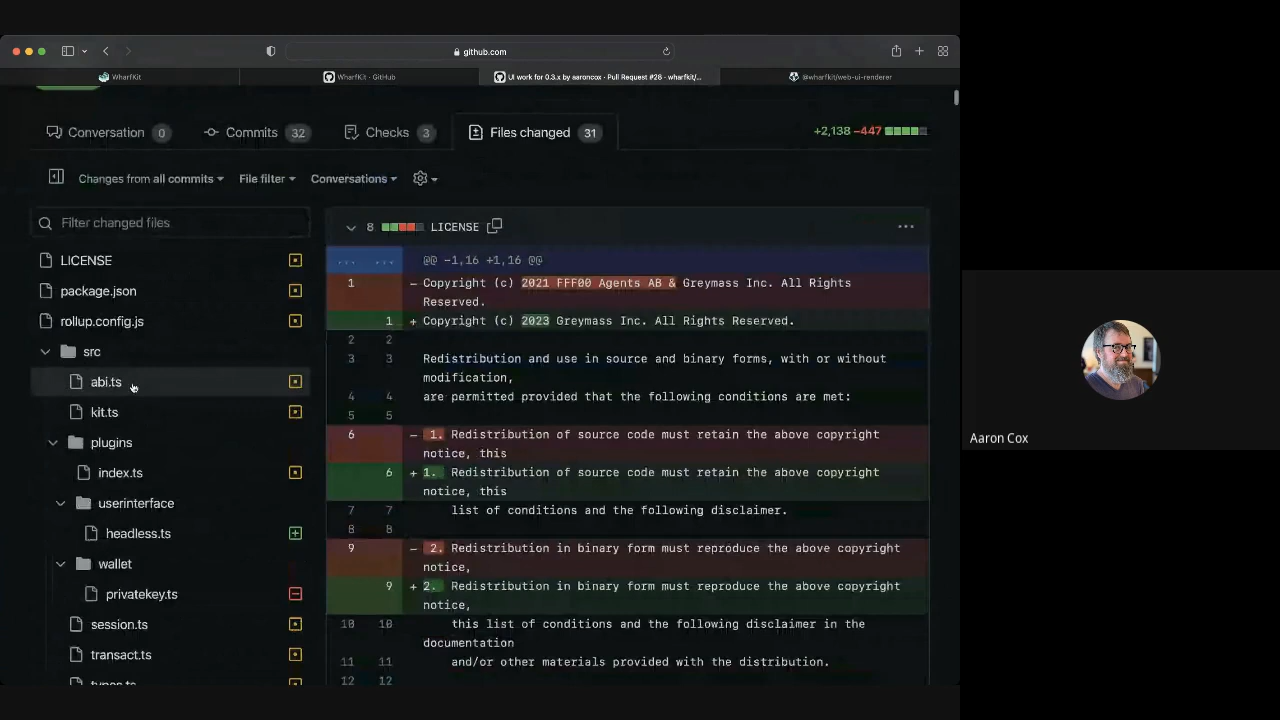 github.com
WharfKit
WharfKit · GitHub
UI work for 0.3.x by aaroncox · Pull Request #26 · wharfkit/...
@wharfkit/web-ui-renderer
Conversation 0
Commits 32
Checks 3
Files changed 31
+2,138 −447
Changes from all commits
File filter
Conversations
Filter changed files
LICENSE
package.json
rollup.config.js
src
abi.ts
kit.ts
plugins
index.ts
userinterface
headless.ts
wallet
privatekey.ts
session.ts
transact.ts
types.ts
8 LICENSE
... ... @@ -1,16 +1,16 @@
1 − Copyright (c) 2021 FFF00 Agents AB & Greymass Inc. All Rights
Reserved.
1 + Copyright (c) 2023 Greymass Inc. All Rights Reserved.
2 2
3 3 Redistribution and use in source and binary forms, with or without
modification,
4 4 are permitted provided that the following conditions are met:
5 5
6 − 1. Redistribution of source code must retain the above copyright
notice, this
6 + 1. Redistribution of source code must retain the above copyright
notice, this
7 7 list of conditions and the following disclaimer.
8 8
9 − 2. Redistribution in binary form must reproduce the above copyright
notice,
9 + 2. Redistribution in binary form must reproduce the above copyright
notice,
10 10 this list of conditions and the following disclaimer in the
documentation
11 11 and/or other materials provided with the distribution.
12 12
Aaron Cox